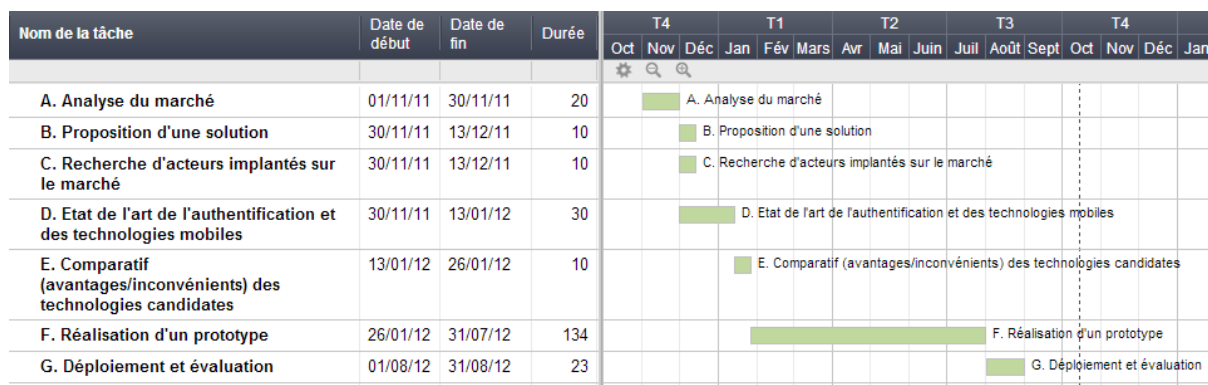 Nom de la tâche Date de début Date de fin Durée T4 T1 T2 T3 T4
Oct Nov Déc Jan Fév Mars Avr Mai Juin Juil Août Sept Oct Nov Déc Jan
A. Analyse du marché 01/11/11 30/11/11 20 A. Analyse du marché
B. Proposition d'une solution 30/11/11 13/12/11 10 B. Proposition d'une solution
C. Recherche d'acteurs implantés sur 30/11/11 13/12/11 10 C. Recherche d'acteurs implantés sur le marché
le marché
D. Etat de l'art de l'authentification et 30/11/11 13/01/12 30 D. Etat de l'art de l'authentification et des technologies mobiles
des technologies mobiles
E. Comparatif 13/01/12 26/01/12 10 E. Comparatif (avantages/inconvénients) des technologies candidates
(avantages/inconvénients) des
technologies candidates
F. Réalisation d'un prototype 26/01/12 31/07/12 134 F. Réalisation d'un prototype
G. Déploiement et évaluation 01/08/12 31/08/12 23 G. Déploiement et évaluation